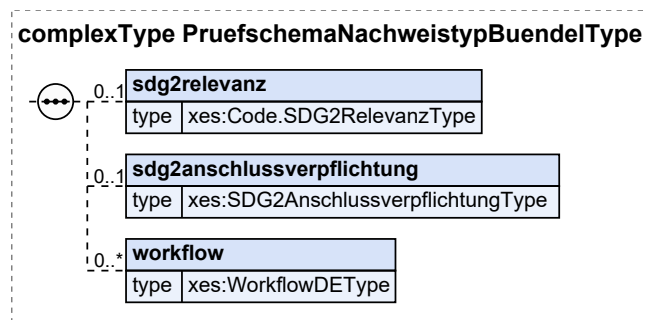 complexType PruefschemaNachweistypBuendelType
0..1 sdg2relevanz
type xes:Code.SDG2RelevanzType
0..1 sdg2anschlussverpflichtung
type xes:SDG2AnschlussverpflichtungType
0..* workflow
type xes:WorkflowDEType